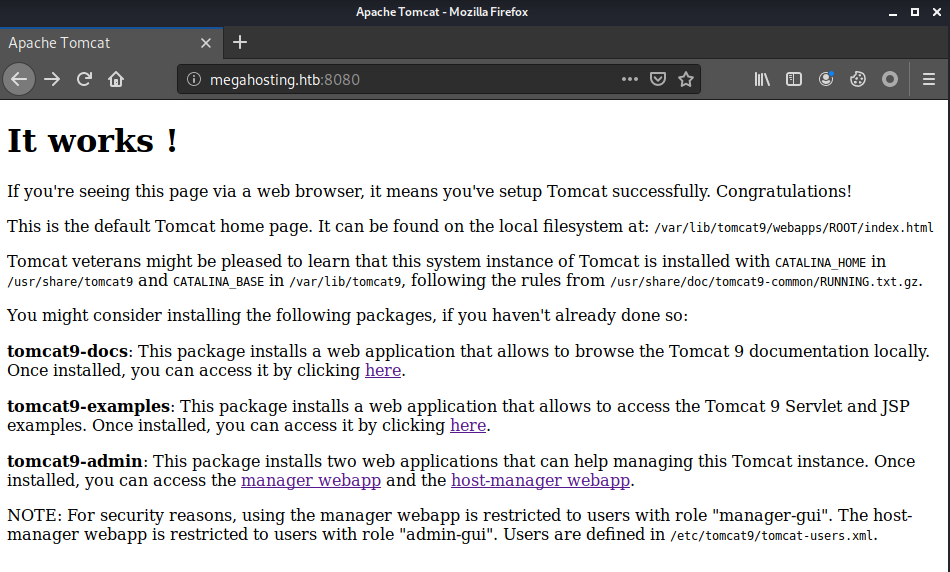 Apache Tomcat - Mozilla Firefox
Apache Tomcat
megahosting.htb:8080
It works !
If you're seeing this page via a web browser, it means you've setup Tomcat successfully. Congratulations!
This is the default Tomcat home page. It can be found on the local filesystem at: /var/lib/tomcat9/webapps/ROOT/index.html
Tomcat veterans might be pleased to learn that this system instance of Tomcat is installed with CATALINA_HOME in
/usr/share/tomcat9 and CATALINA_BASE in /var/lib/tomcat9, following the rules from /usr/share/doc/tomcat9-common/RUNNING.txt.gz.
You might consider installing the following packages, if you haven't already done so:
tomcat9-docs: This package installs a web application that allows to browse the Tomcat 9 documentation locally.
Once installed, you can access it by clicking here.
tomcat9-examples: This package installs a web application that allows to access the Tomcat 9 Servlet and JSP
examples. Once installed, you can access it by clicking here.
tomcat9-admin: This package installs two web applications that can help managing this Tomcat instance. Once
installed, you can access the manager webapp and the host-manager webapp.
NOTE: For security reasons, using the manager webapp is restricted to users with role "manager-gui". The host-
manager webapp is restricted to users with role "admin-gui". Users are defined in /etc/tomcat9/tomcat-users.xml.